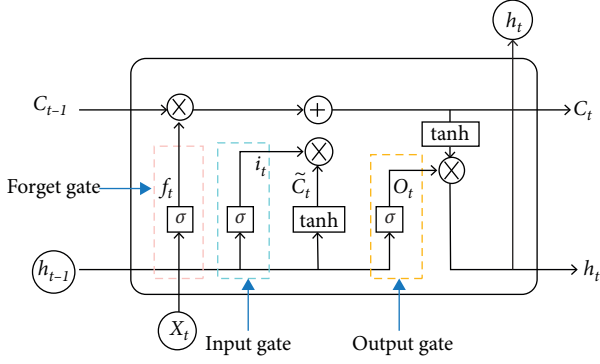 h_t
C_{t-1}
C_t
tanh
i_t
C̃_t
O_t
Forget gate
f_t
σ
σ
tanh
σ
h_{t-1}
h_t
X_t
Input gate
Output gate